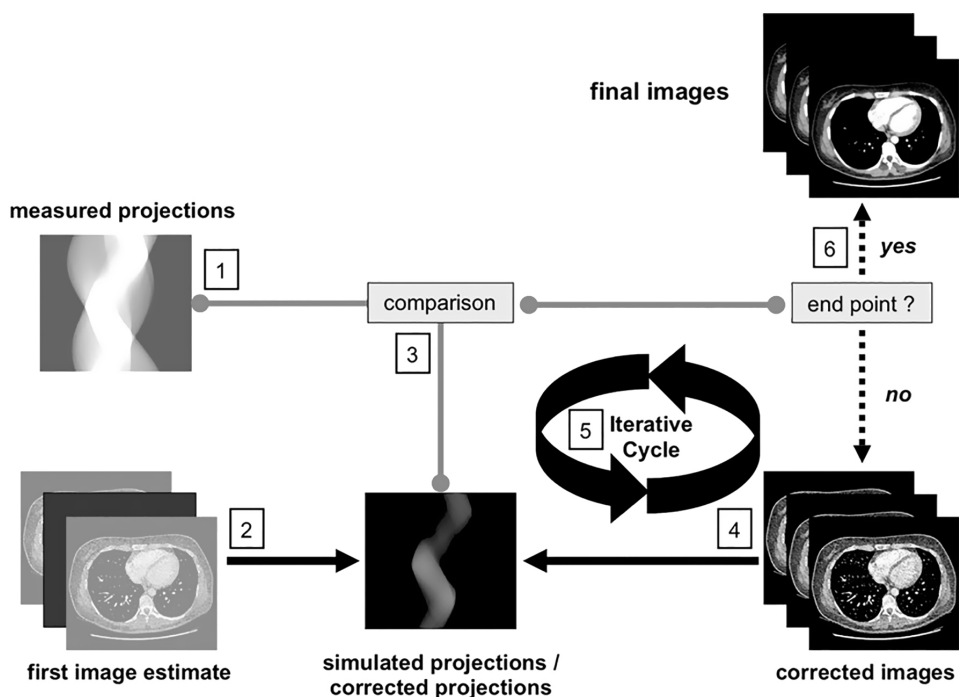 final images
measured projections
1
6
yes
comparison
end point ?
3
no
5
Iterative
Cycle
2
4
first image estimate
simulated projections /
corrected projections
corrected images